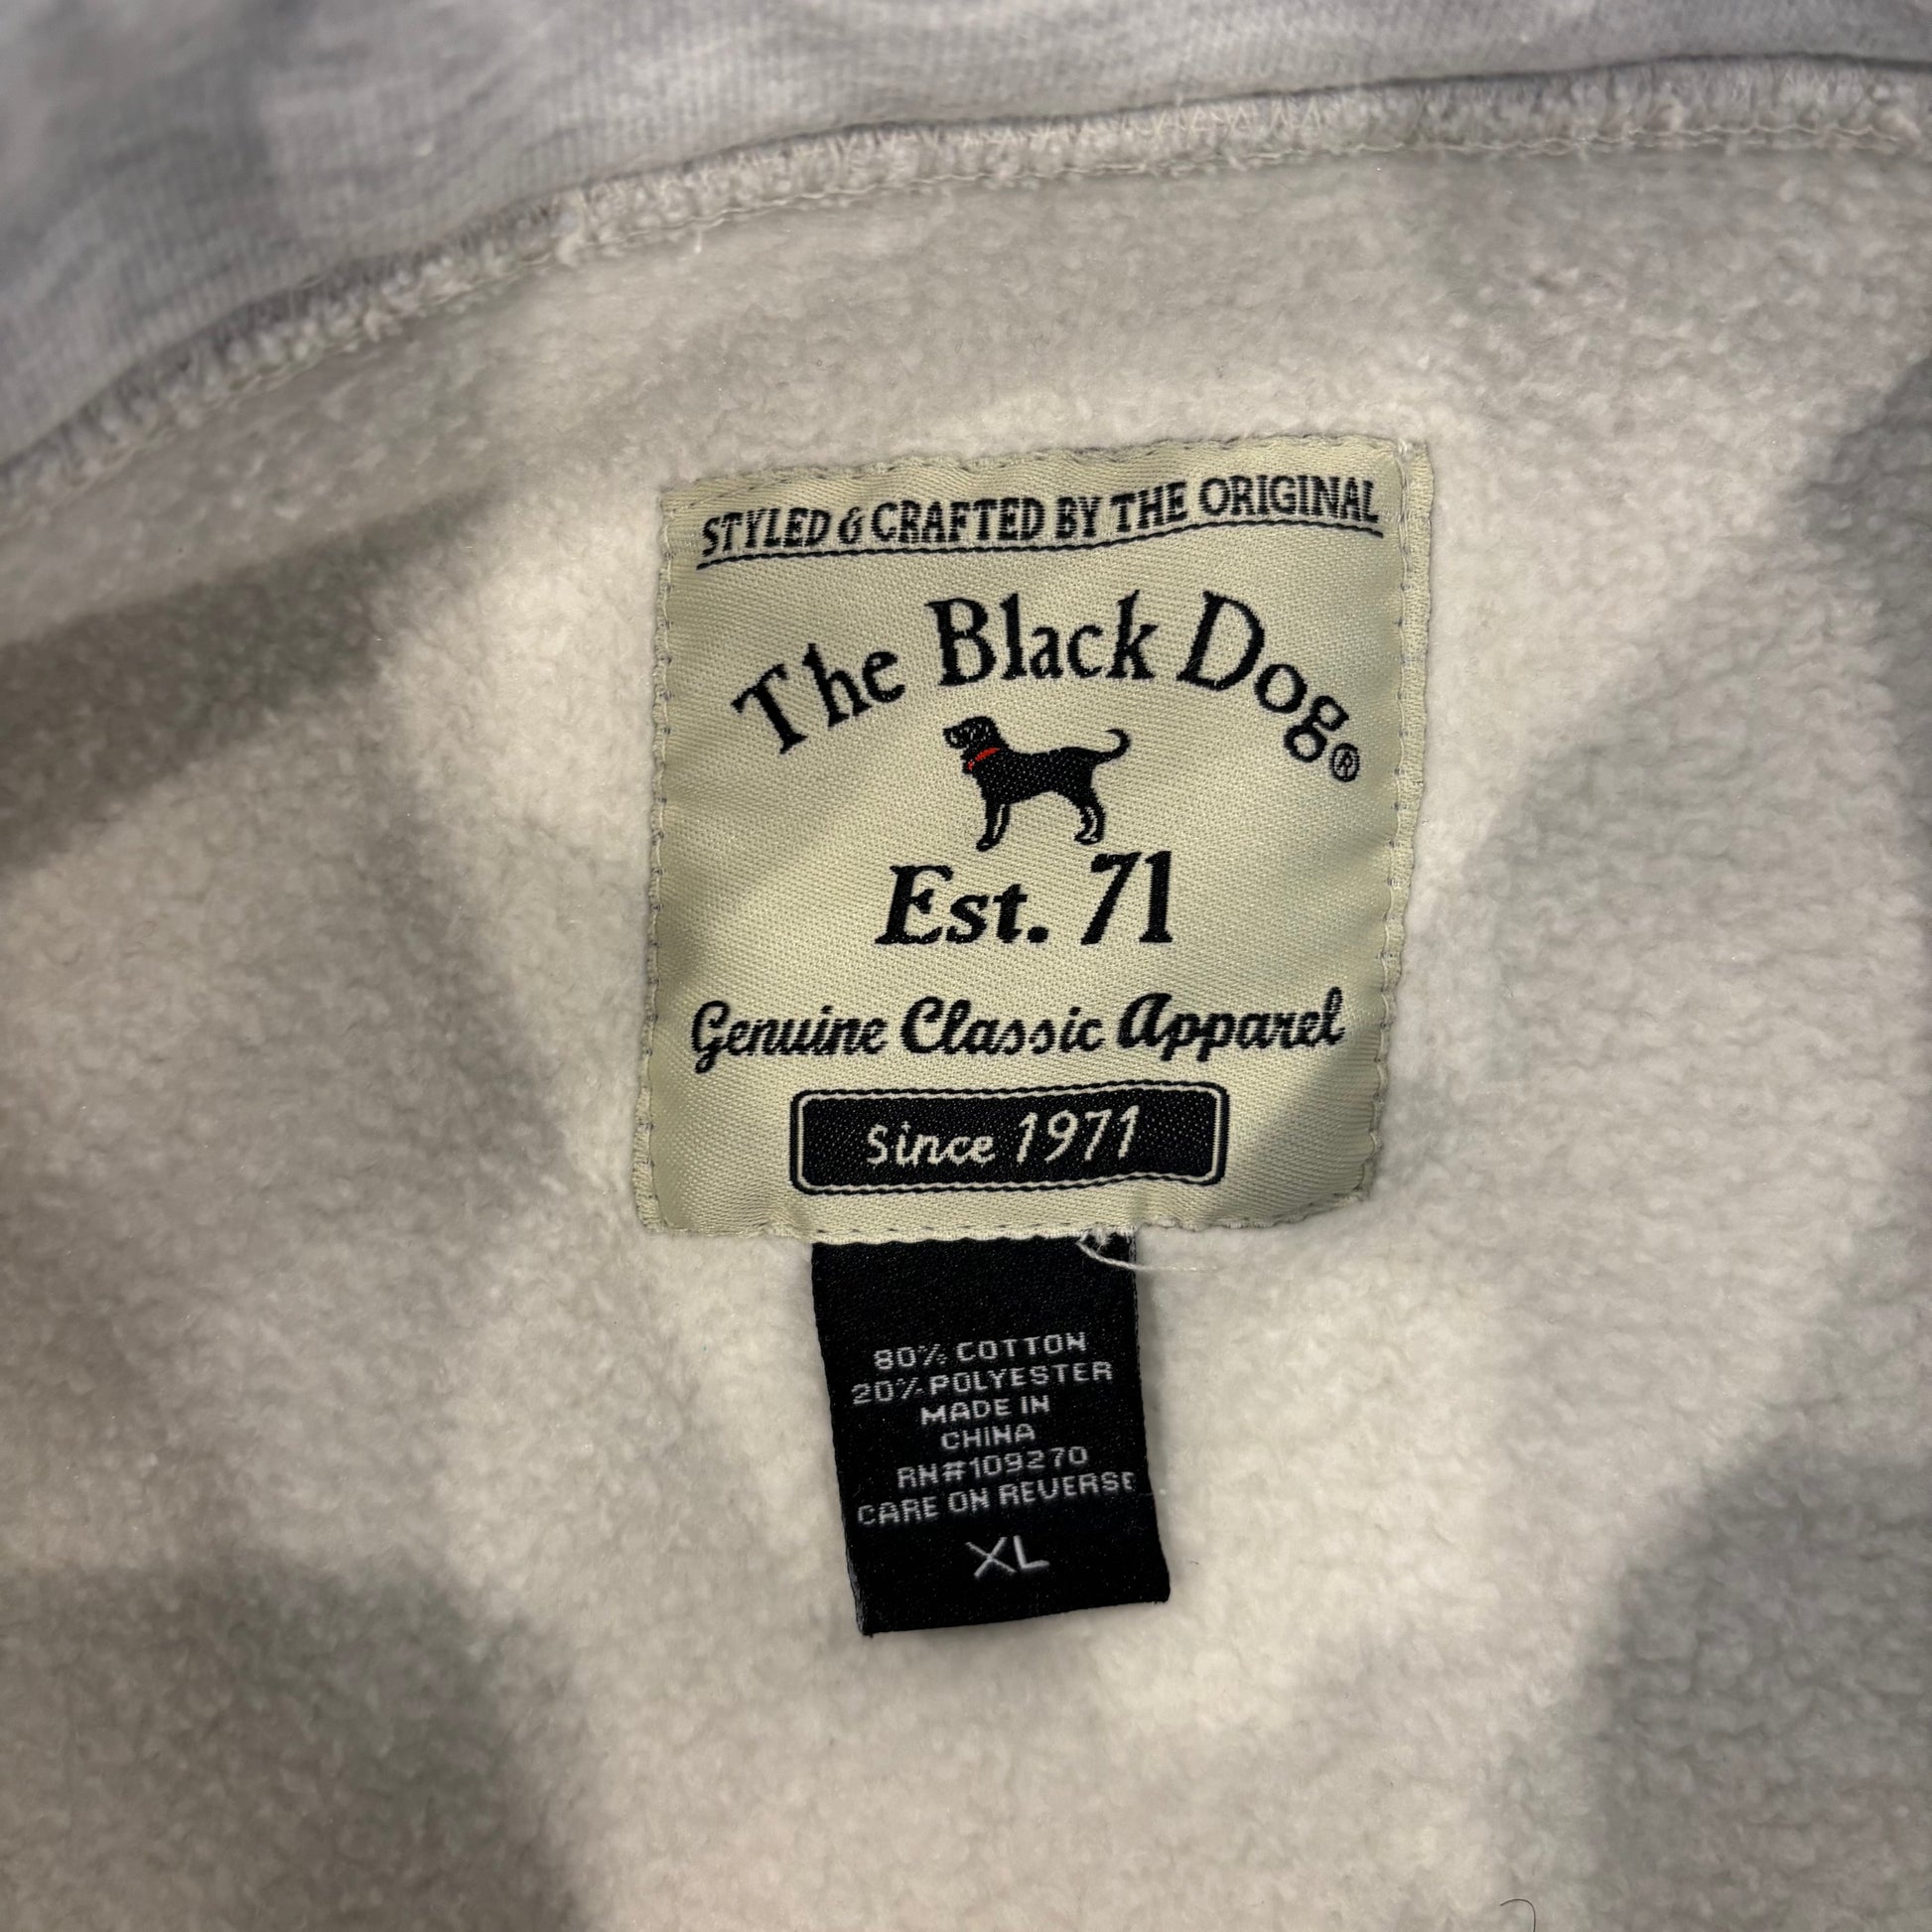 STYLED & CRAFTED BY THE ORIGINAL
The Black Dog®
Est. 71
Genuine Classic Apparel
Since 1971
80% COTTON
20% POLYESTER
MADE IN
CHINA
RN#109270
CARE ON REVERSE
XL